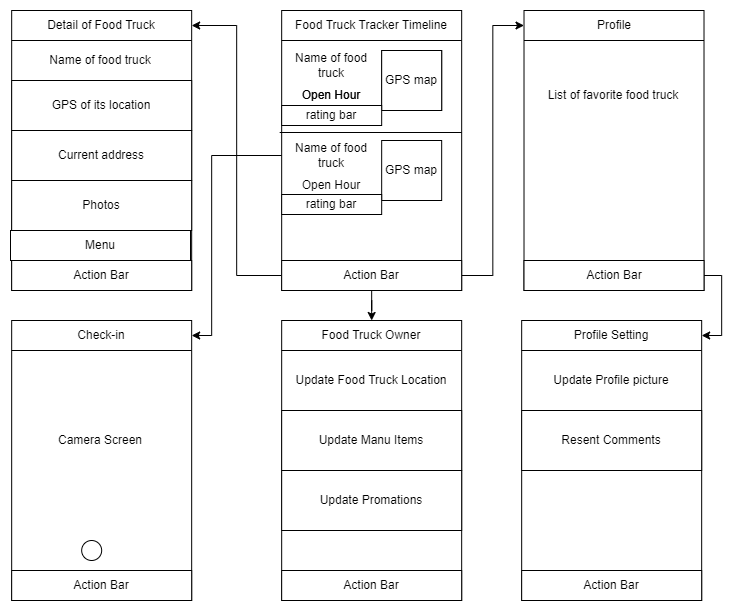 Detail of Food Truck
Name of food truck
GPS of its location
Current address
Photos
Menu
Action Bar
Food Truck Tracker Timeline
Name of food
truck
Open Hour
rating bar
GPS map
Name of food
truck
Open Hour
rating bar
GPS map
Action Bar
Profile
List of favorite food truck
Action Bar
Check-in
Camera Screen
Action Bar
Food Truck Owner
Update Food Truck Location
Update Manu Items
Update Promations
Action Bar
Profile Setting
Update Profile picture
Resent Comments
Action Bar